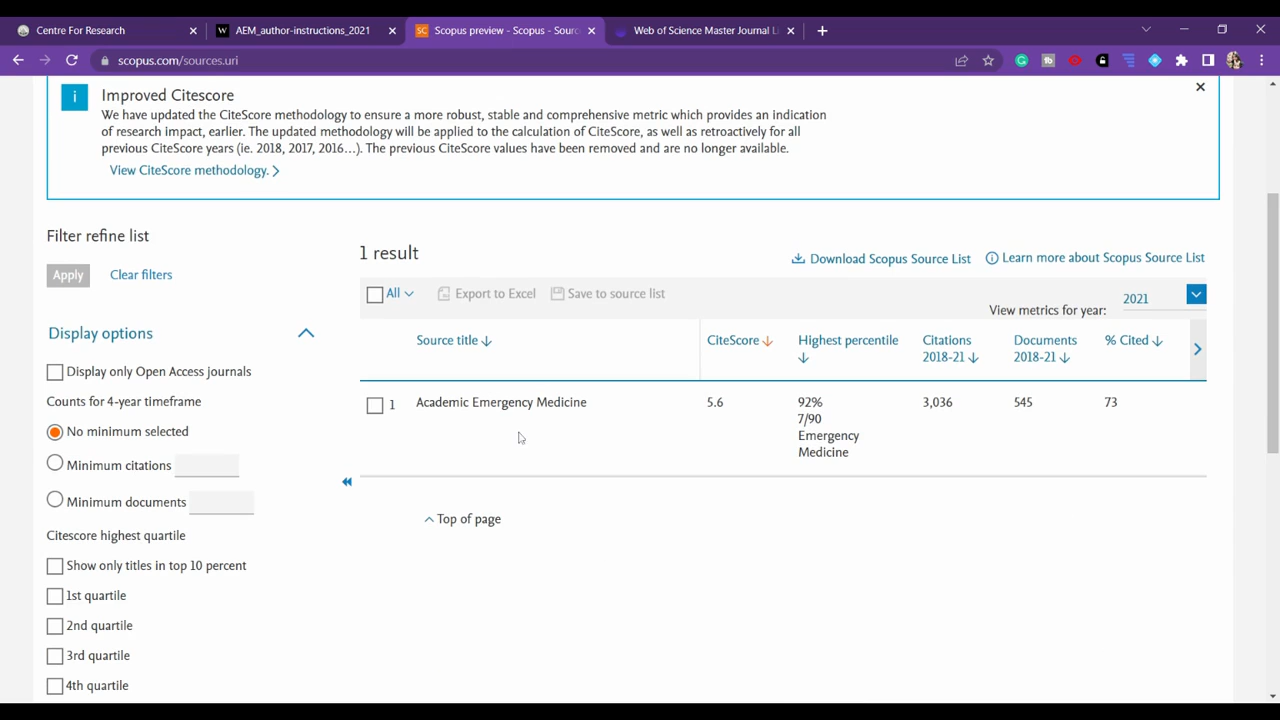 Centre For Research
AEM_author-instructions_2021
Scopus preview - Scopus - Sourc
Web of Science Master Journal Li
scopus.com/sources.uri
Improved Citescore
We have updated the CiteScore methodology to ensure a more robust, stable and comprehensive metric which provides an indication
of research impact, earlier. The updated methodology will be applied to the calculation of CiteScore, as well as retroactively for all
previous CiteScore years (ie. 2018, 2017, 2016...). The previous CiteScore values have been removed and are no longer available.
View CiteScore methodology.
Filter refine list
Apply
Clear filters
Display options
Display only Open Access journals
Counts for 4-year timeframe
No minimum selected
Minimum citations
Minimum documents
Citescore highest quartile
Show only titles in top 10 percent
1st quartile
2nd quartile
3rd quartile
4th quartile
1 result
Download Scopus Source List
Learn more about Scopus Source List
All
Export to Excel
Save to source list
View metrics for year:
2021
Source title
CiteScore
Highest percentile
Citations
2018-21
Documents
2018-21
% Cited
1
Academic Emergency Medicine
5.6
92%
7/90
Emergency
Medicine
3,036
545
73
Top of page